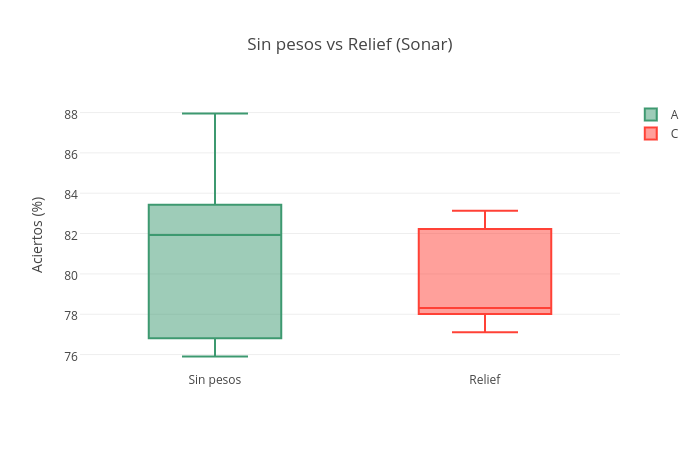 Sin pesos vs Relief (Sonar)
88
86
84
82
80
78
76
Aciertos (%)
Sin pesos
Relief
A
C